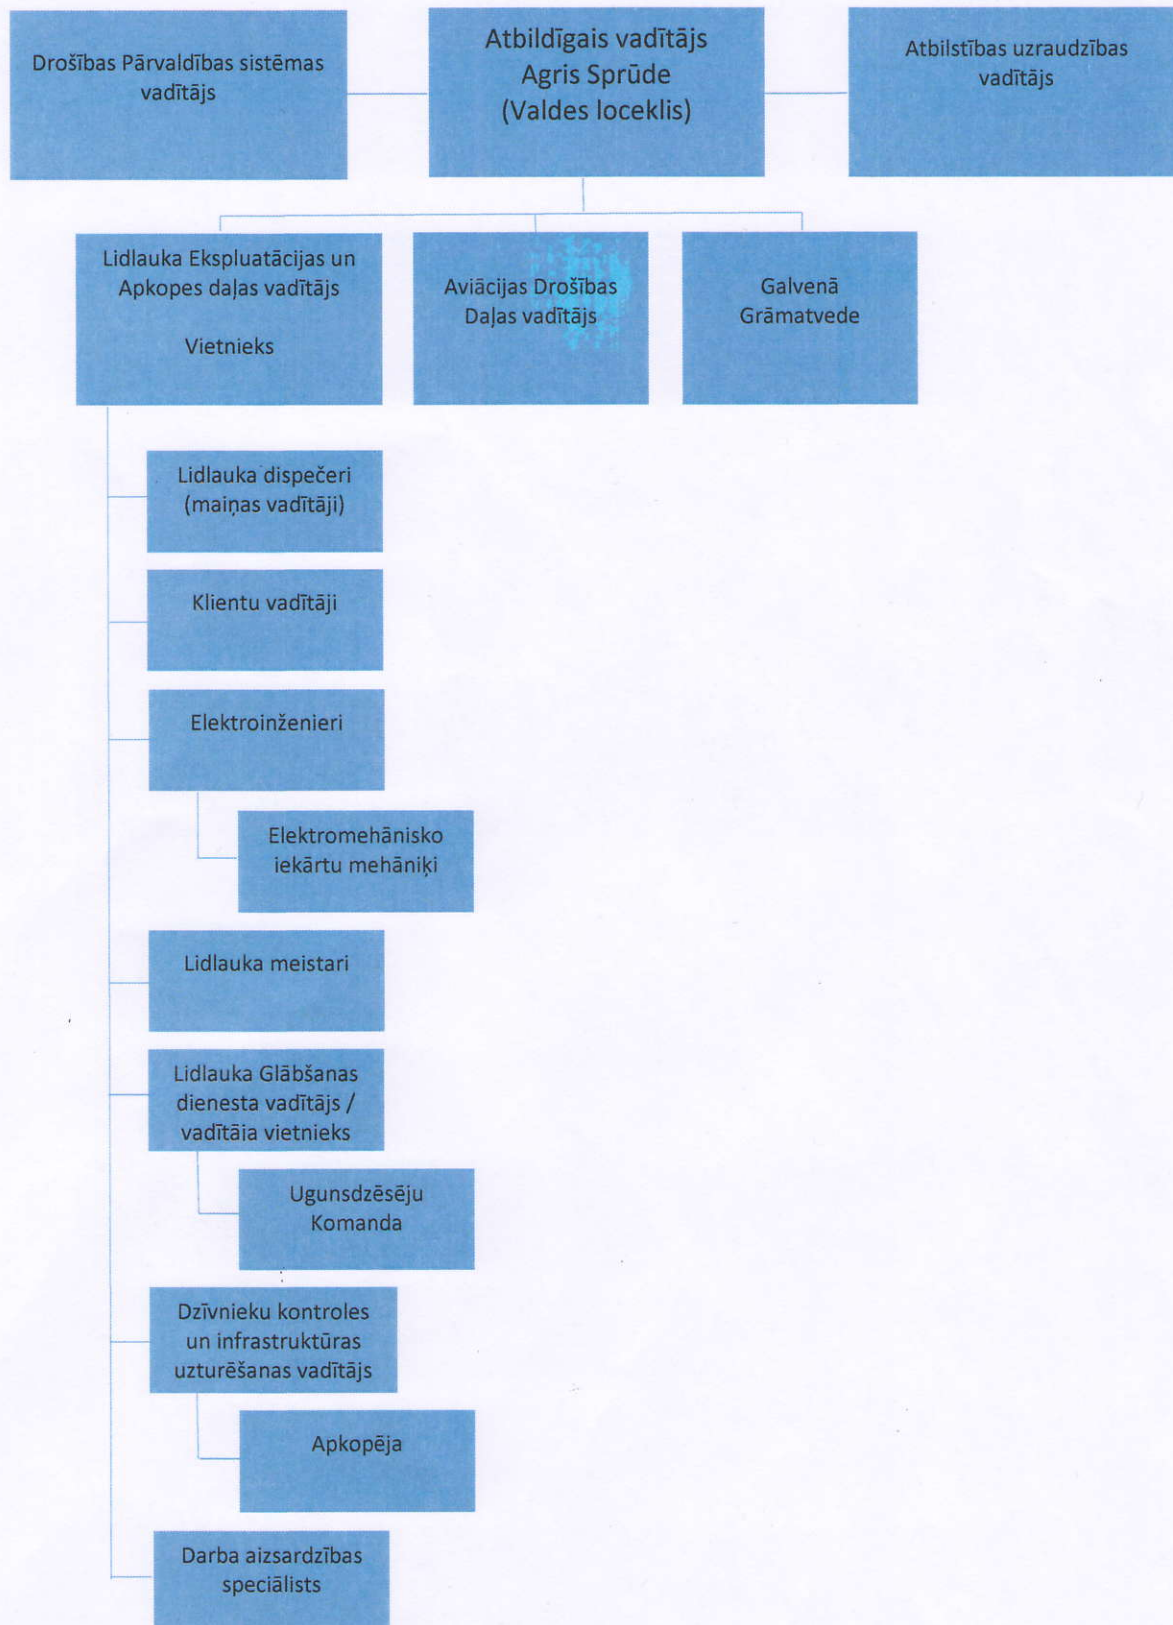 Drošības Pārvaldības sistēmas
vadītājs
Atbildīgais vadītājs
Agris Sprūde
(Valdes loceklis)
Atbilstības uzraudzības
vadītājs
Lidlauka Ekspluatācijas un
Apkopes daļas vadītājs
Vietnieks
Aviācijas Drošības
Daļas vadītājs
Galvenā
Grāmatvede
Lidlauka dispečeri
(maiņas vadītāji)
Klientu vadītāji
Elektroinženieri
Elektromehānisko
iekārtu mehāniķi
Lidlauka meistari
Lidlauka Glābšanas
dienesta vadītājs /
vadītāja vietnieks
Ugunsdzēsēju
Komanda
Dzīvnieku kontroles
un infrastruktūras
uzturēšanas vadītājs
Apkopēja
Darba aizsardzības
speciālists